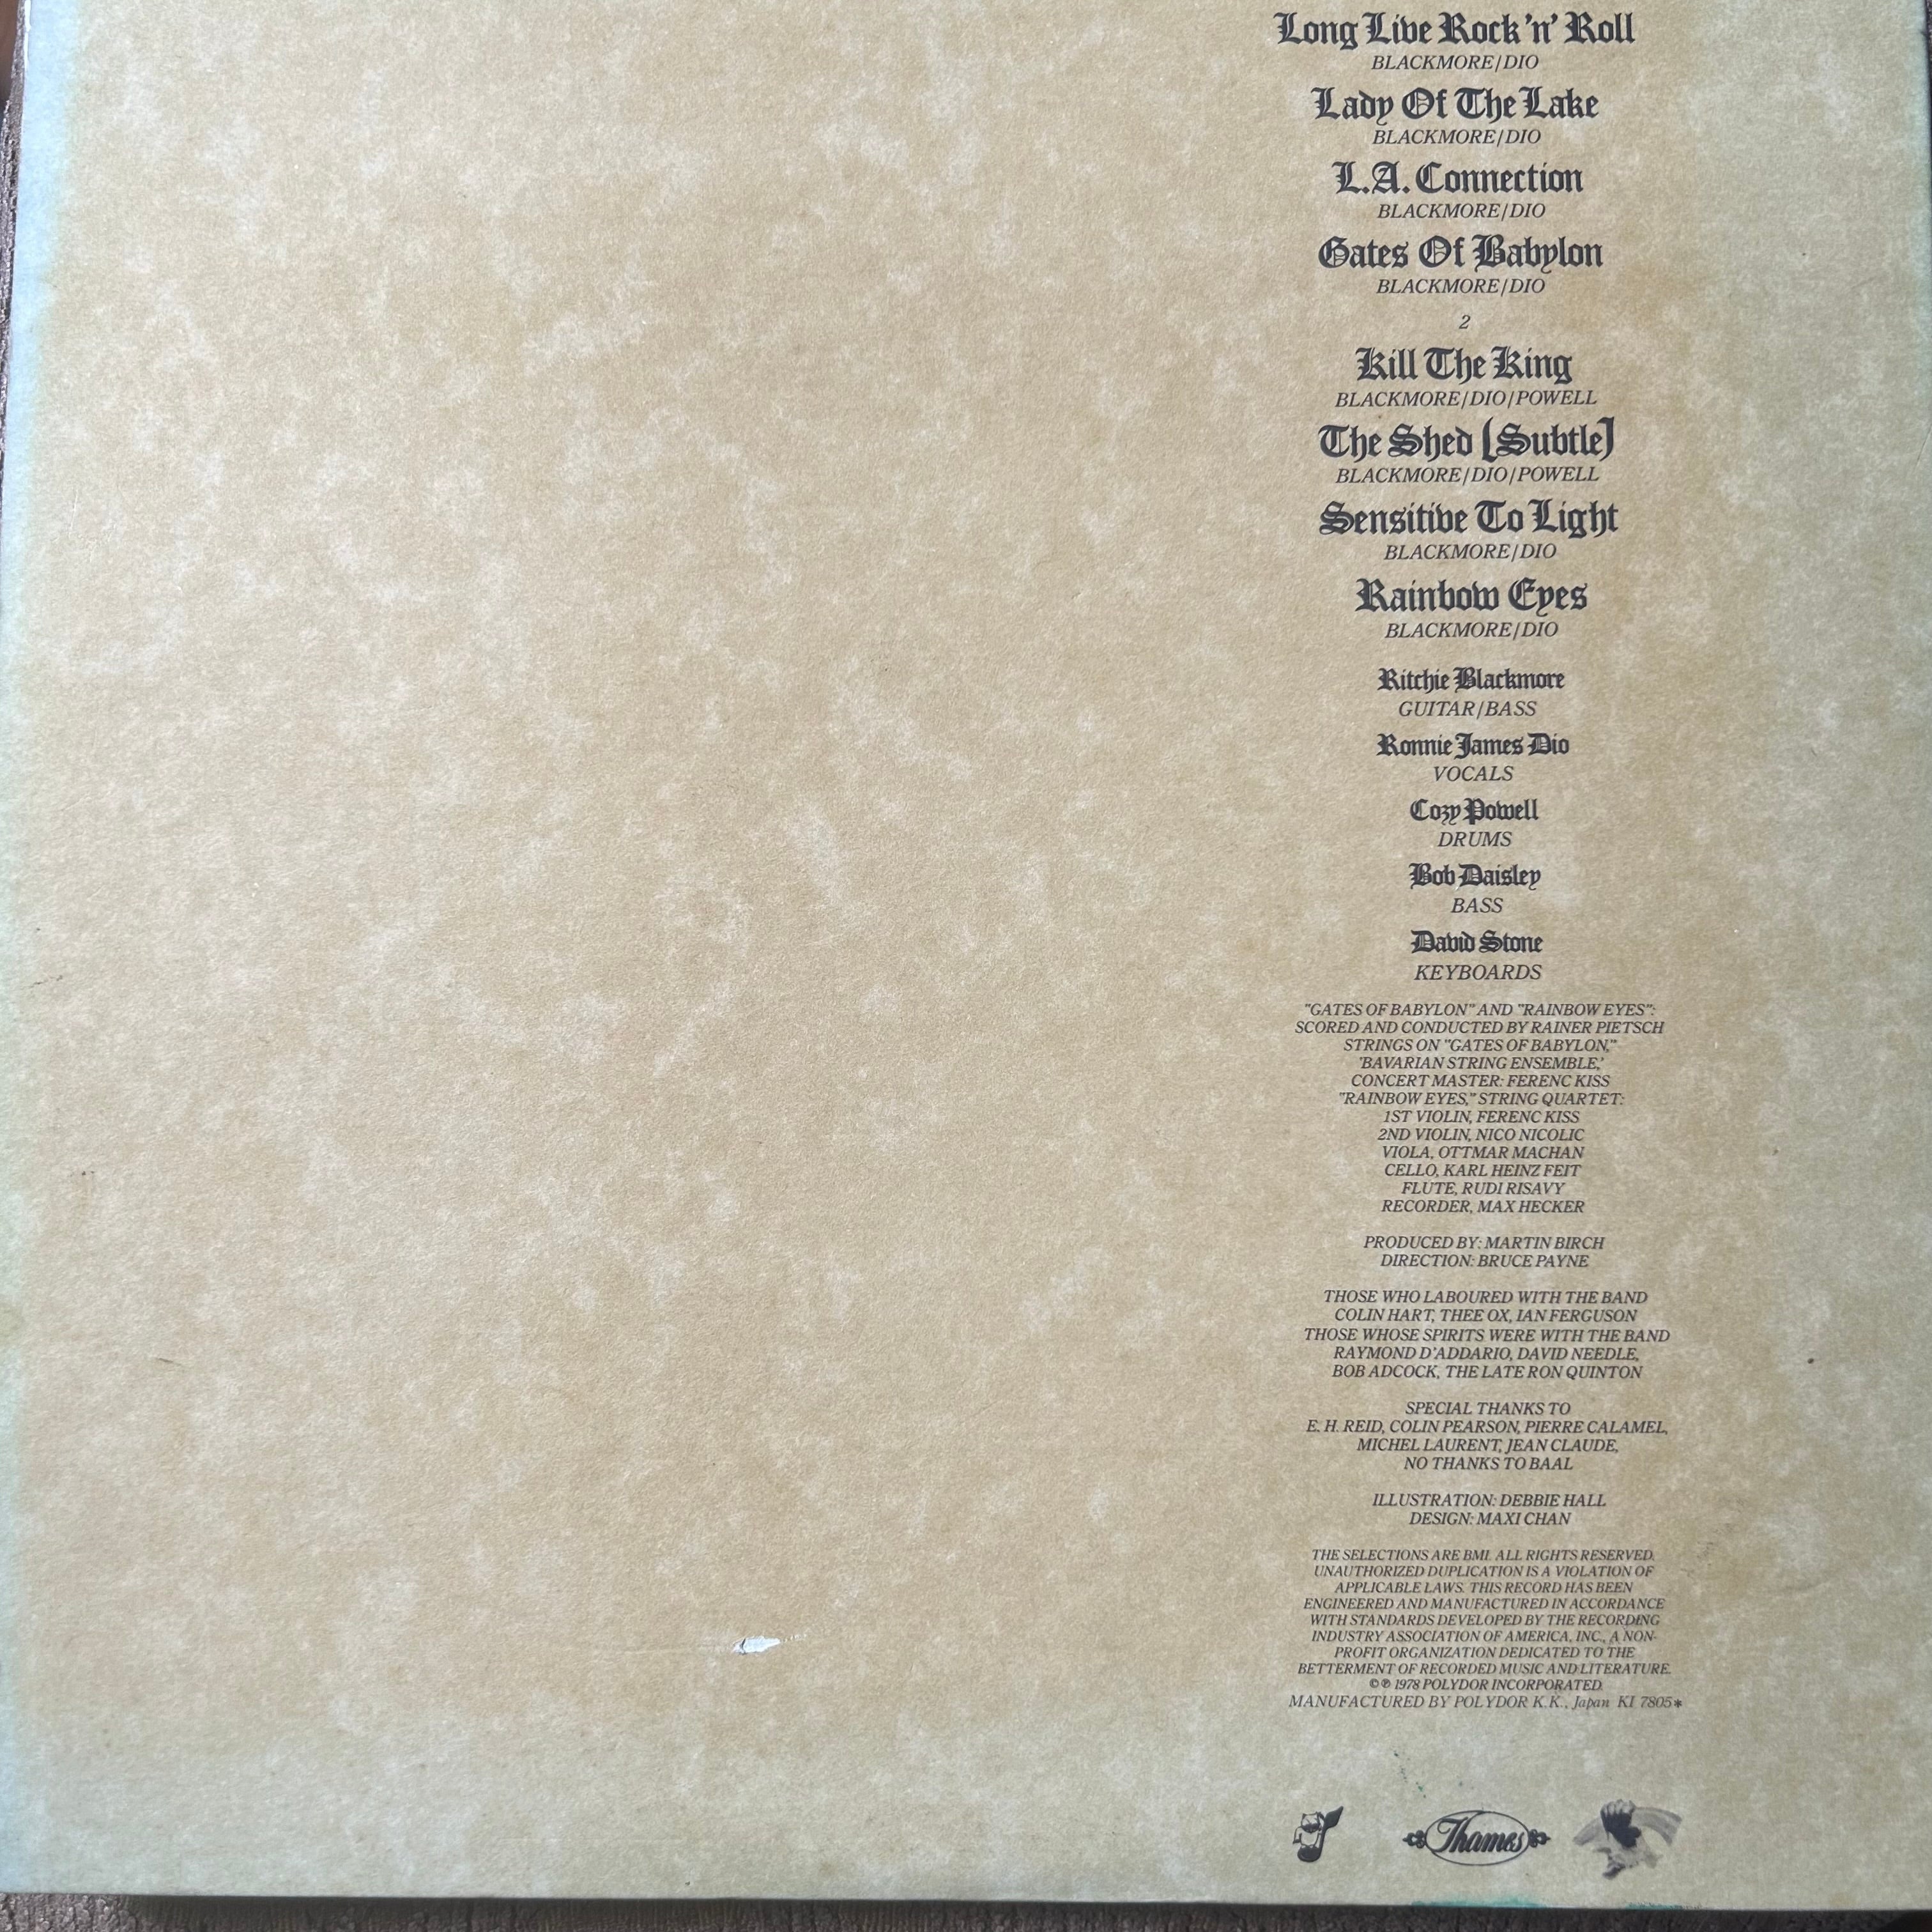 Long Live Rock 'n' Roll
BLACKMORE/DIO
Lady Of The Lake
BLACKMORE/DIO
L.A. Connection
BLACKMORE/DIO
Gates Of Babylon
BLACKMORE/DIO
2
Kill The King
BLACKMORE/DIO/POWELL
The Shed [Subtle]
BLACKMORE/DIO/POWELL
Sensitive To Light
BLACKMORE/DIO
Rainbow Eyes
BLACKMORE/DIO
Ritchie Blackmore
GUITAR/BASS
Ronnie James Dio
VOCALS
Cozy Powell
DRUMS
Bob Daisley
BASS
David Stone
KEYBOARDS
"GATES OF BABYLON" AND "RAINBOW EYES":
SCORED AND CONDUCTED BY RAINER PIETSCH
STRINGS ON "GATES OF BABYLON,"
'BAVARIAN STRING ENSEMBLE,'
CONCERT MASTER: FERENC KISS
"RAINBOW EYES," STRING QUARTET:
1ST VIOLIN, FERENC KISS
2ND VIOLIN, NICO NICOLIC
VIOLA, OTTMAR MACHAN
CELLO, KARL HEINZ FEIT
FLUTE, RUDI RISAVY
RECORDER, MAX HECKER
PRODUCED BY: MARTIN BIRCH
DIRECTION: BRUCE PAYNE
THOSE WHO LABOURED WITH THE BAND
COLIN HART, THEE OX, IAN FERGUSON
THOSE WHOSE SPIRITS WERE WITH THE BAND
RAYMOND D'ADDARIO, DAVID NEEDLE,
BOB ADCOCK, THE LATE RON QUINTON
SPECIAL THANKS TO
E. H. REID, COLIN PEARSON, PIERRE CALAMEL,
MICHEL LAURENT, JEAN CLAUDE,
NO THANKS TO BAAL
ILLUSTRATION: DEBBIE HALL
DESIGN: MAXI CHAN
THE SELECTIONS ARE BMI. ALL RIGHTS RESERVED.
UNAUTHORIZED DUPLICATION IS A VIOLATION OF
APPLICABLE LAWS. THIS RECORD HAS BEEN
ENGINEERED AND MANUFACTURED IN ACCORDANCE
WITH STANDARDS DEVELOPED BY THE RECORDING
INDUSTRY ASSOCIATION OF AMERICA, INC., A NON-
PROFIT ORGANIZATION DEDICATED TO THE
BETTERMENT OF RECORDED MUSIC AND LITERATURE.
©℗ 1978 POLYDOR INCORPORATED.
MANUFACTURED BY POLYDOR K.K., Japan KI 7805*
Thames